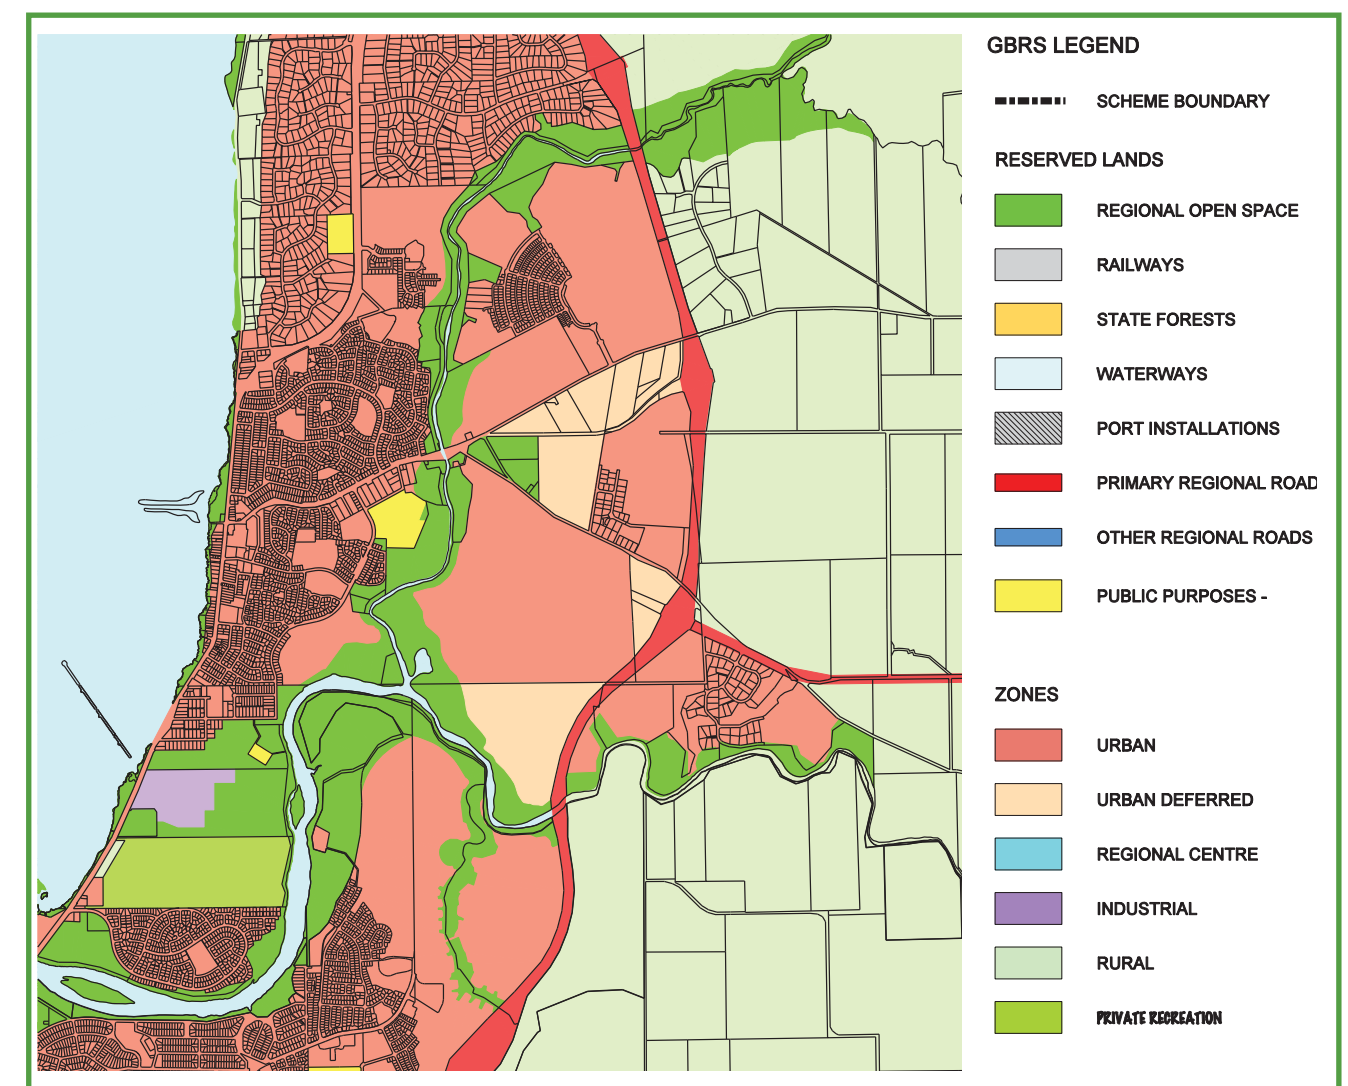 GBRS LEGEND
SCHEME BOUNDARY
RESERVED LANDS
REGIONAL OPEN SPACE
RAILWAYS
STATE FORESTS
WATERWAYS
PORT INSTALLATIONS
PRIMARY REGIONAL ROAD
OTHER REGIONAL ROADS
PUBLIC PURPOSES -
ZONES
URBAN
URBAN DEFERRED
REGIONAL CENTRE
INDUSTRIAL
RURAL
PRIVATE RECREATION